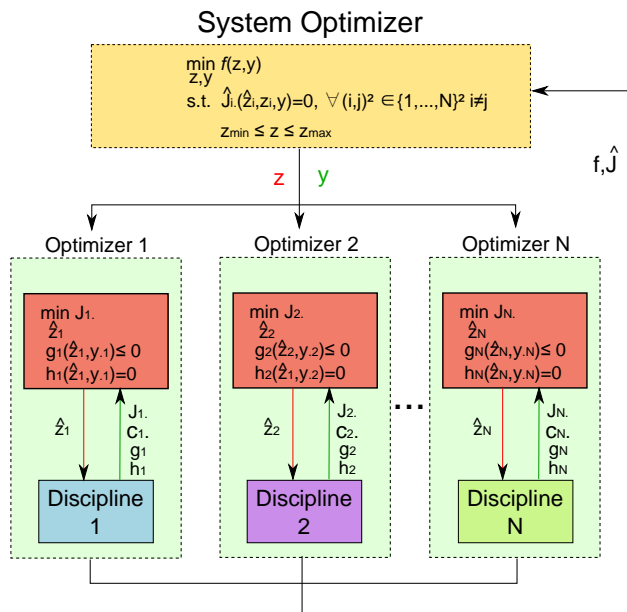 System Optimizer
min f(z,y)
z,y
s.t. Ĵi.(ẑi,zi,y)=0, ∀(i,j)² ∈{1,...,N}² i≠j
zmin ≤ z ≤ zmax
f,Ĵ
z y
Optimizer 1
min J1.
ẑ1
g1(ẑ1,y.1)≤ 0
h1(ẑ1,y.1)=0
ẑ1
J1.
c1.
g1
h1
Discipline
1
Optimizer 2
min J2.
ẑ2
g2(ẑ2,y.2)≤ 0
h2(ẑ1,y.2)=0
ẑ2
J2.
c2.
g2
h2
Discipline
2
...
Optimizer N
min JN.
ẑN
gN(ẑN,y.N)≤ 0
hN(ẑN,y.N)=0
ẑN
JN.
cN.
gN
hN
Discipline
N